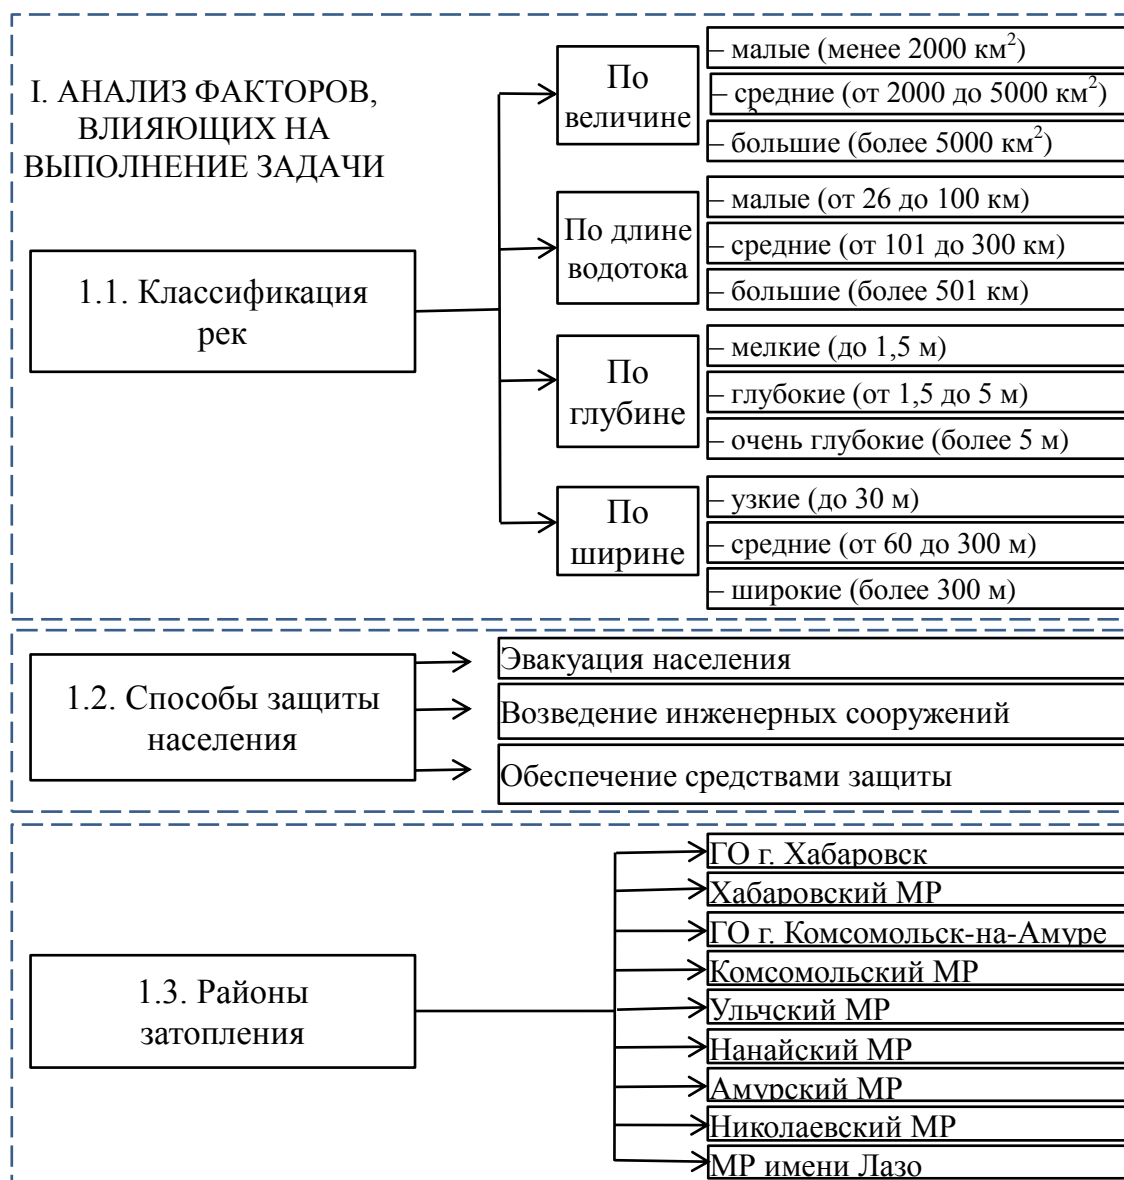 I. АНАЛИЗ ФАКТОРОВ,
ВЛИЯЮЩИХ НА
ВЫПОЛНЕНИЕ ЗАДАЧИ
1.1. Классификация
рек
По
величине
– малые (менее 2000 км²)
– средние (от 2000 до 5000 км²)
– большие (более 5000 км²)
По длине
водотока
– малые (от 26 до 100 км)
– средние (от 101 до 300 км)
– большие (более 501 км)
По
глубине
– мелкие (до 1,5 м)
– глубокие (от 1,5 до 5 м)
– очень глубокие (более 5 м)
По
ширине
– узкие (до 30 м)
– средние (от 60 до 300 м)
– широкие (более 300 м)
1.2. Способы защиты
населения
Эвакуация населения
Возведение инженерных сооружений
Обеспечение средствами защиты
1.3. Районы
затопления
ГО г. Хабаровск
Хабаровский МР
ГО г. Комсомольск-на-Амуре
Комсомольский МР
Ульчский МР
Нанайский МР
Амурский МР
Николаевский МР
МР имени Лазо